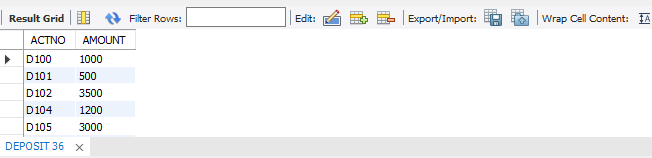 Result Grid Filter Rows: Edit: Export/Import: Wrap Cell Content: IA
ACTNO AMOUNT
D100 1000
D101 500
D102 3500
D104 1200
D105 3000
DEPOSIT 36 ×